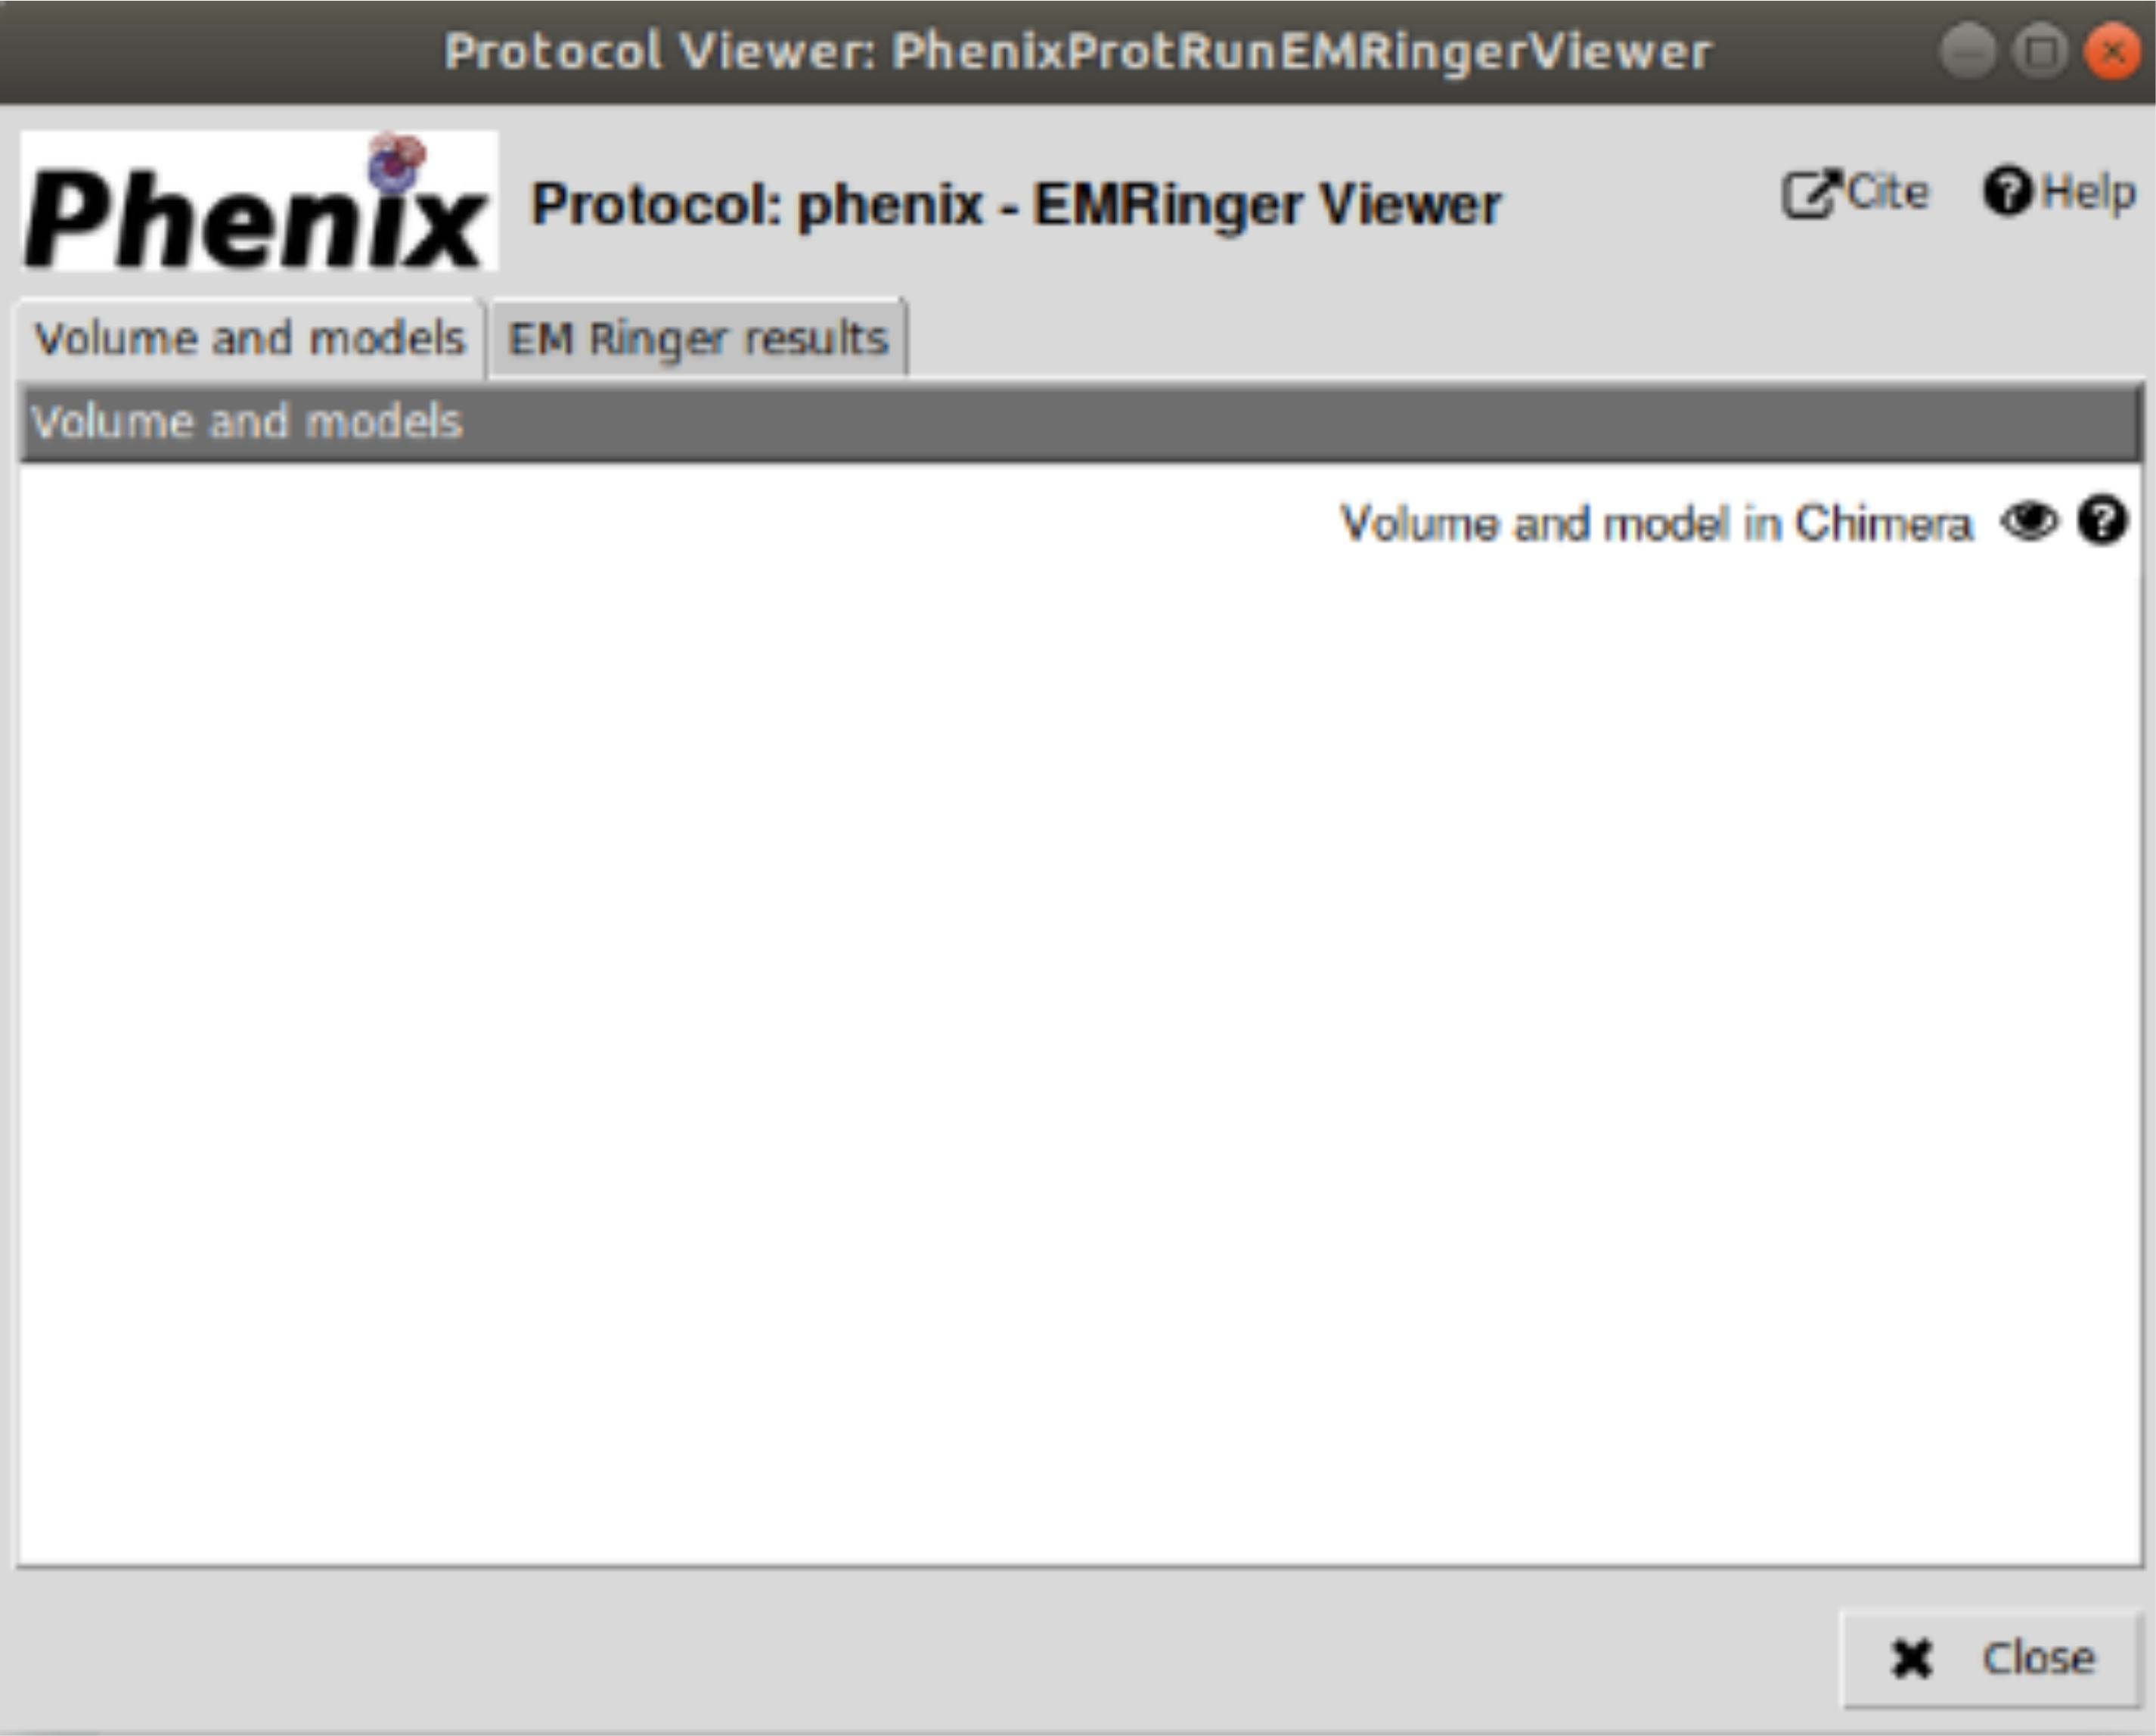 Protocol Viewer: PhenixProtRunEMRingerViewer
Phenix
Protocol: phenix - EMRinger Viewer
Cite
Help
Volume and models
EM Ringer results
Volume and models
Volume and model in Chimera
Close